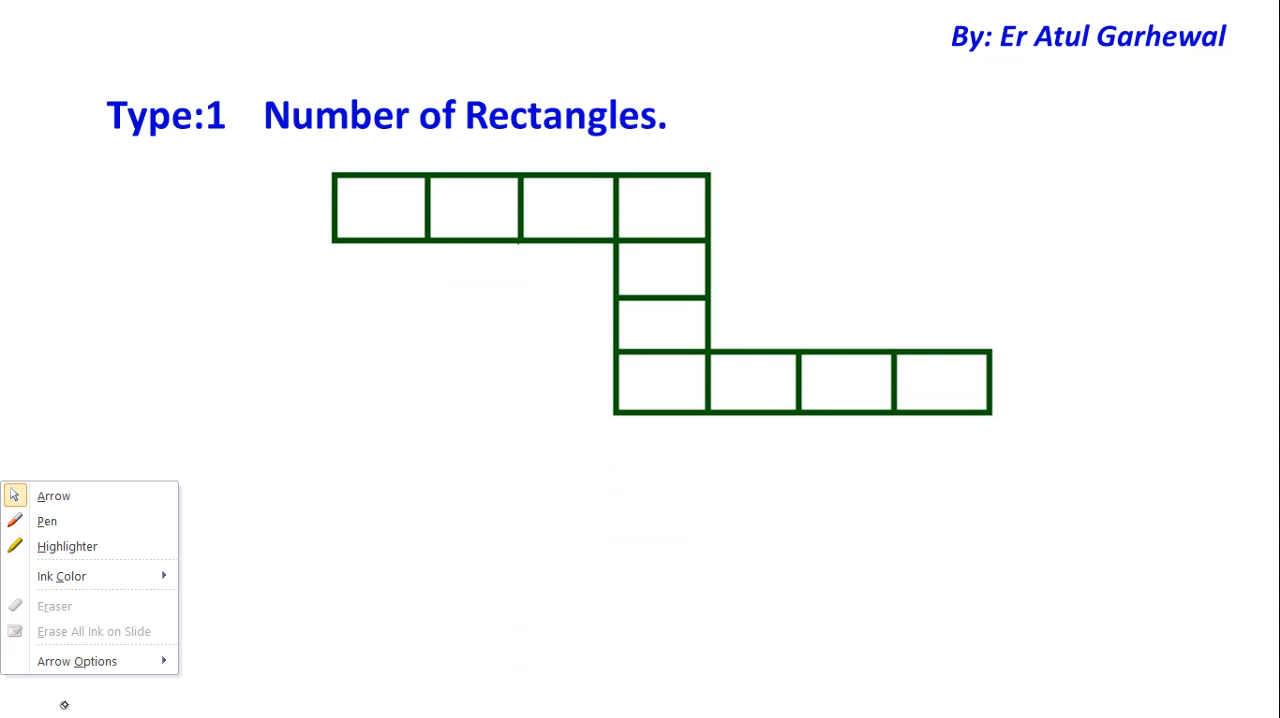 By: Er Atul Garhewal
Type:1 Number of Rectangles.
Arrow
Pen
Highlighter
Ink Color
Eraser
Erase All Ink on Slide
Arrow Options